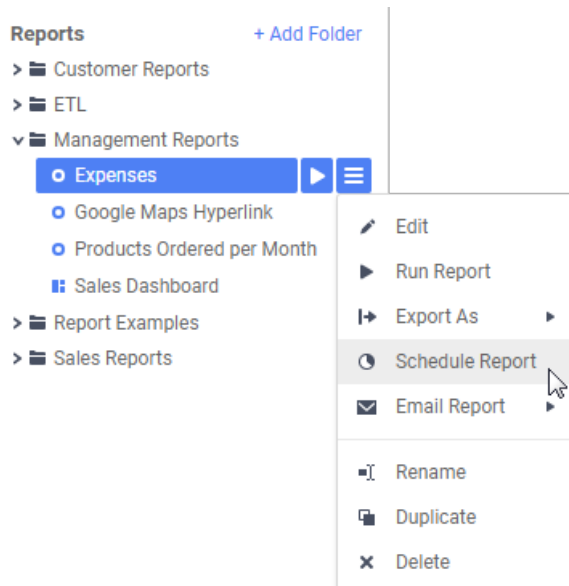 Reports + Add Folder
Customer Reports
ETL
Management Reports
Expenses
Google Maps Hyperlink
Products Ordered per Month
Sales Dashboard
Report Examples
Sales Reports
Edit
Run Report
Export As
Schedule Report
Email Report
Rename
Duplicate
Delete